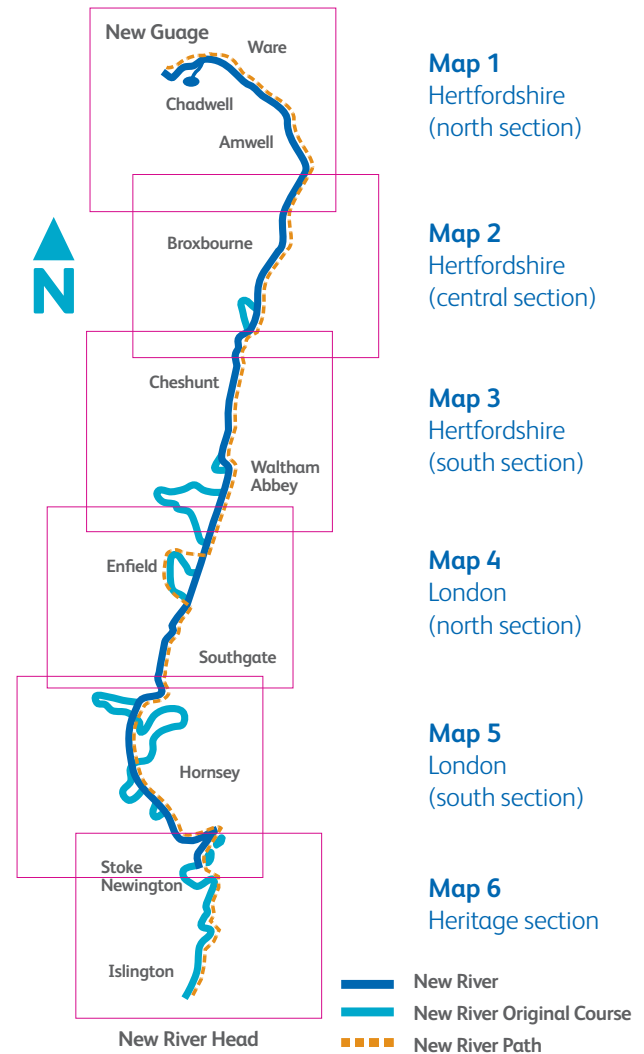 New Guage
Ware
Chadwell
Amwell
Map 1
Hertfordshire
(north section)
N
Broxbourne
Map 2
Hertfordshire
(central section)
Cheshunt
Waltham
Abbey
Map 3
Hertfordshire
(south section)
Enfield
Southgate
Map 4
London
(north section)
Hornsey
Map 5
London
(south section)
Stoke
Newington
Islington
Map 6
Heritage section
New River Head
New River
New River Original Course
New River Path